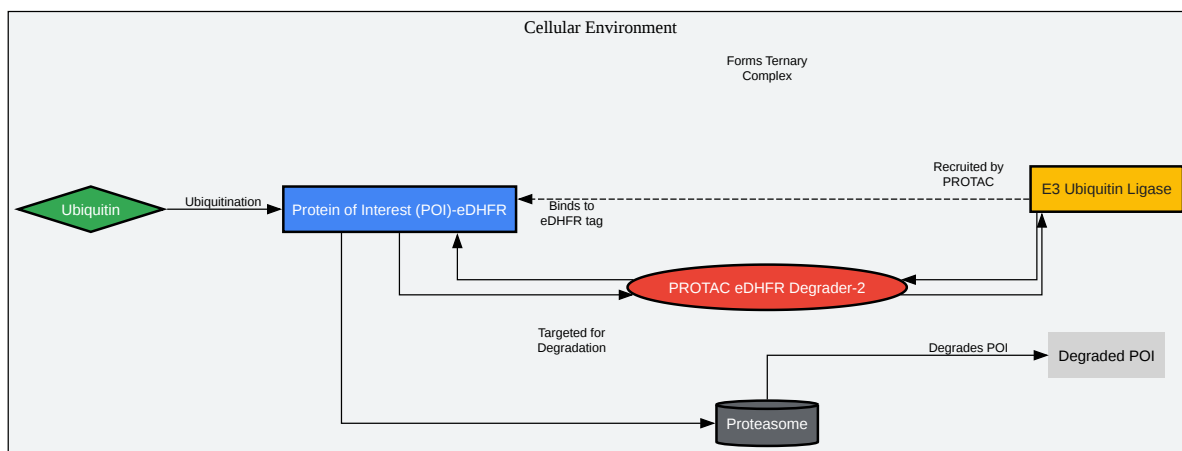 Cellular Environment
Forms Ternary
Complex
Recruited by
PROTAC
E3 Ubiquitin Ligase
Ubiquitin
Ubiquitination
Protein of Interest (POI)-eDHFR
Binds to
eDHFR tag
PROTAC eDHFR Degrader-2
Targeted for
Degradation
Degrades POI
Degraded POI
Proteasome